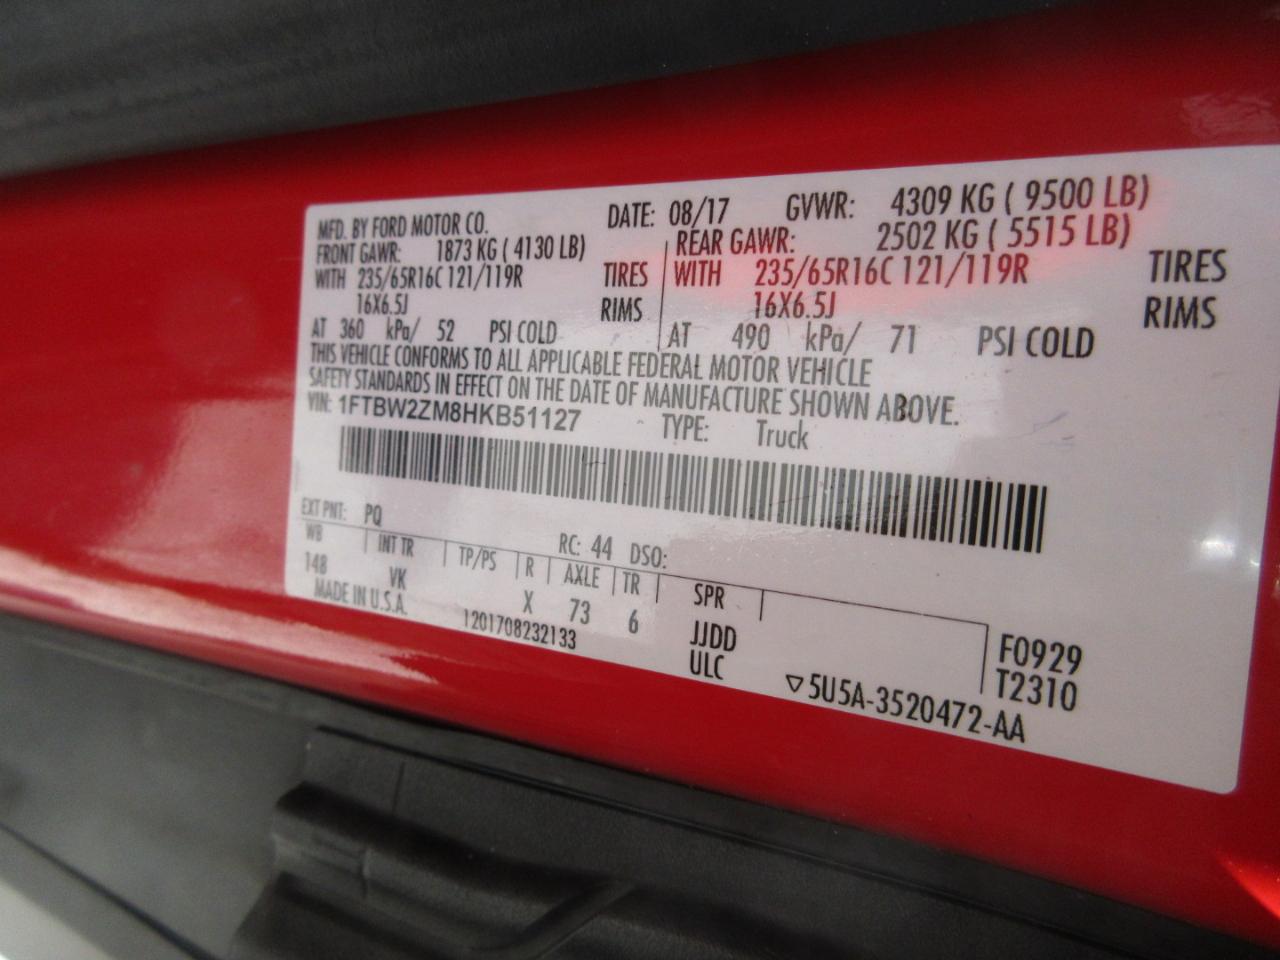 MFD. BY FORD MOTOR CO. DATE: 08/17 GVWR: 4309 KG ( 9500 LB)
FRONT GAWR: 1873 KG ( 4130 LB) REAR GAWR: 2502 KG ( 5515 LB)
WITH 235/65R16C 121/119R TIRES WITH 235/65R16C 121/119R TIRES
16X6.5J RIMS 16X6.5J RIMS
AT 360 kPa/ 52 PSI COLD AT 490 kPa/ 71 PSI COLD
THIS VEHICLE CONFORMS TO ALL APPLICABLE FEDERAL MOTOR VEHICLE
SAFETY STANDARDS IN EFFECT ON THE DATE OF MANUFACTURE SHOWN ABOVE.
VIN: 1FTBW2ZM8HKB51127 TYPE: Truck
EXT PNT: PQ RC: 44 DSO:
WB INT TR TP/PS R AXLE TR SPR
148 VK X 73 6 JJDD F0929
MADE IN U.S.A. 1201708232133 ULC T2310
▽5U5A-3520472-AA